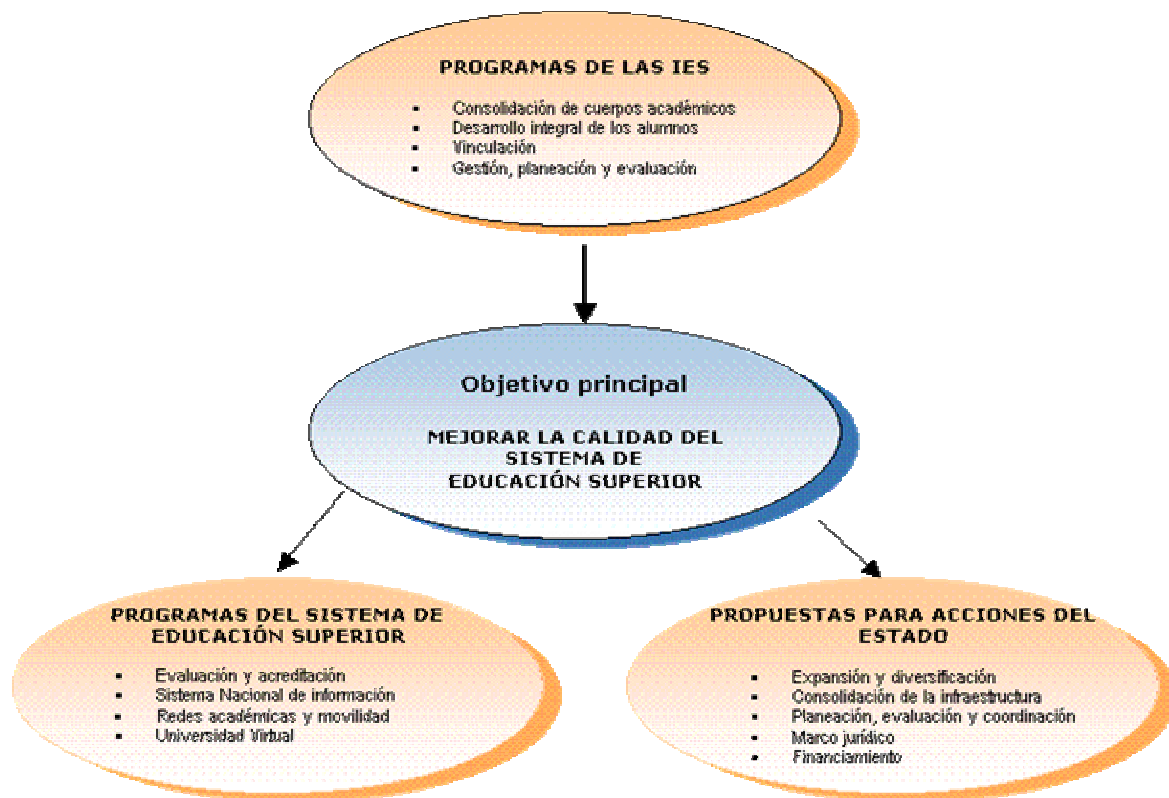 PROGRAMAS DE LAS IES
▪ Consolidación de cuerpos académicos
▪ Desarrollo integral de los alumnos
▪ Vinculación
▪ Gestión, planeación y evaluación
Objetivo principal
MEJORAR LA CALIDAD DEL
SISTEMA DE
EDUCACIÓN SUPERIOR
PROGRAMAS DEL SISTEMA DE
EDUCACIÓN SUPERIOR
▪ Evaluación y acreditación
▪ Sistema Nacional de información
▪ Redes académicas y movilidad
▪ Universidad Virtual
PROPUESTAS PARA ACCIONES DEL
ESTADO
▪ Expansión y diversificación
▪ Consolidación de la infraestructura
▪ Planeación, evaluación y coordinación
▪ Marco jurídico
▪ Financiamiento